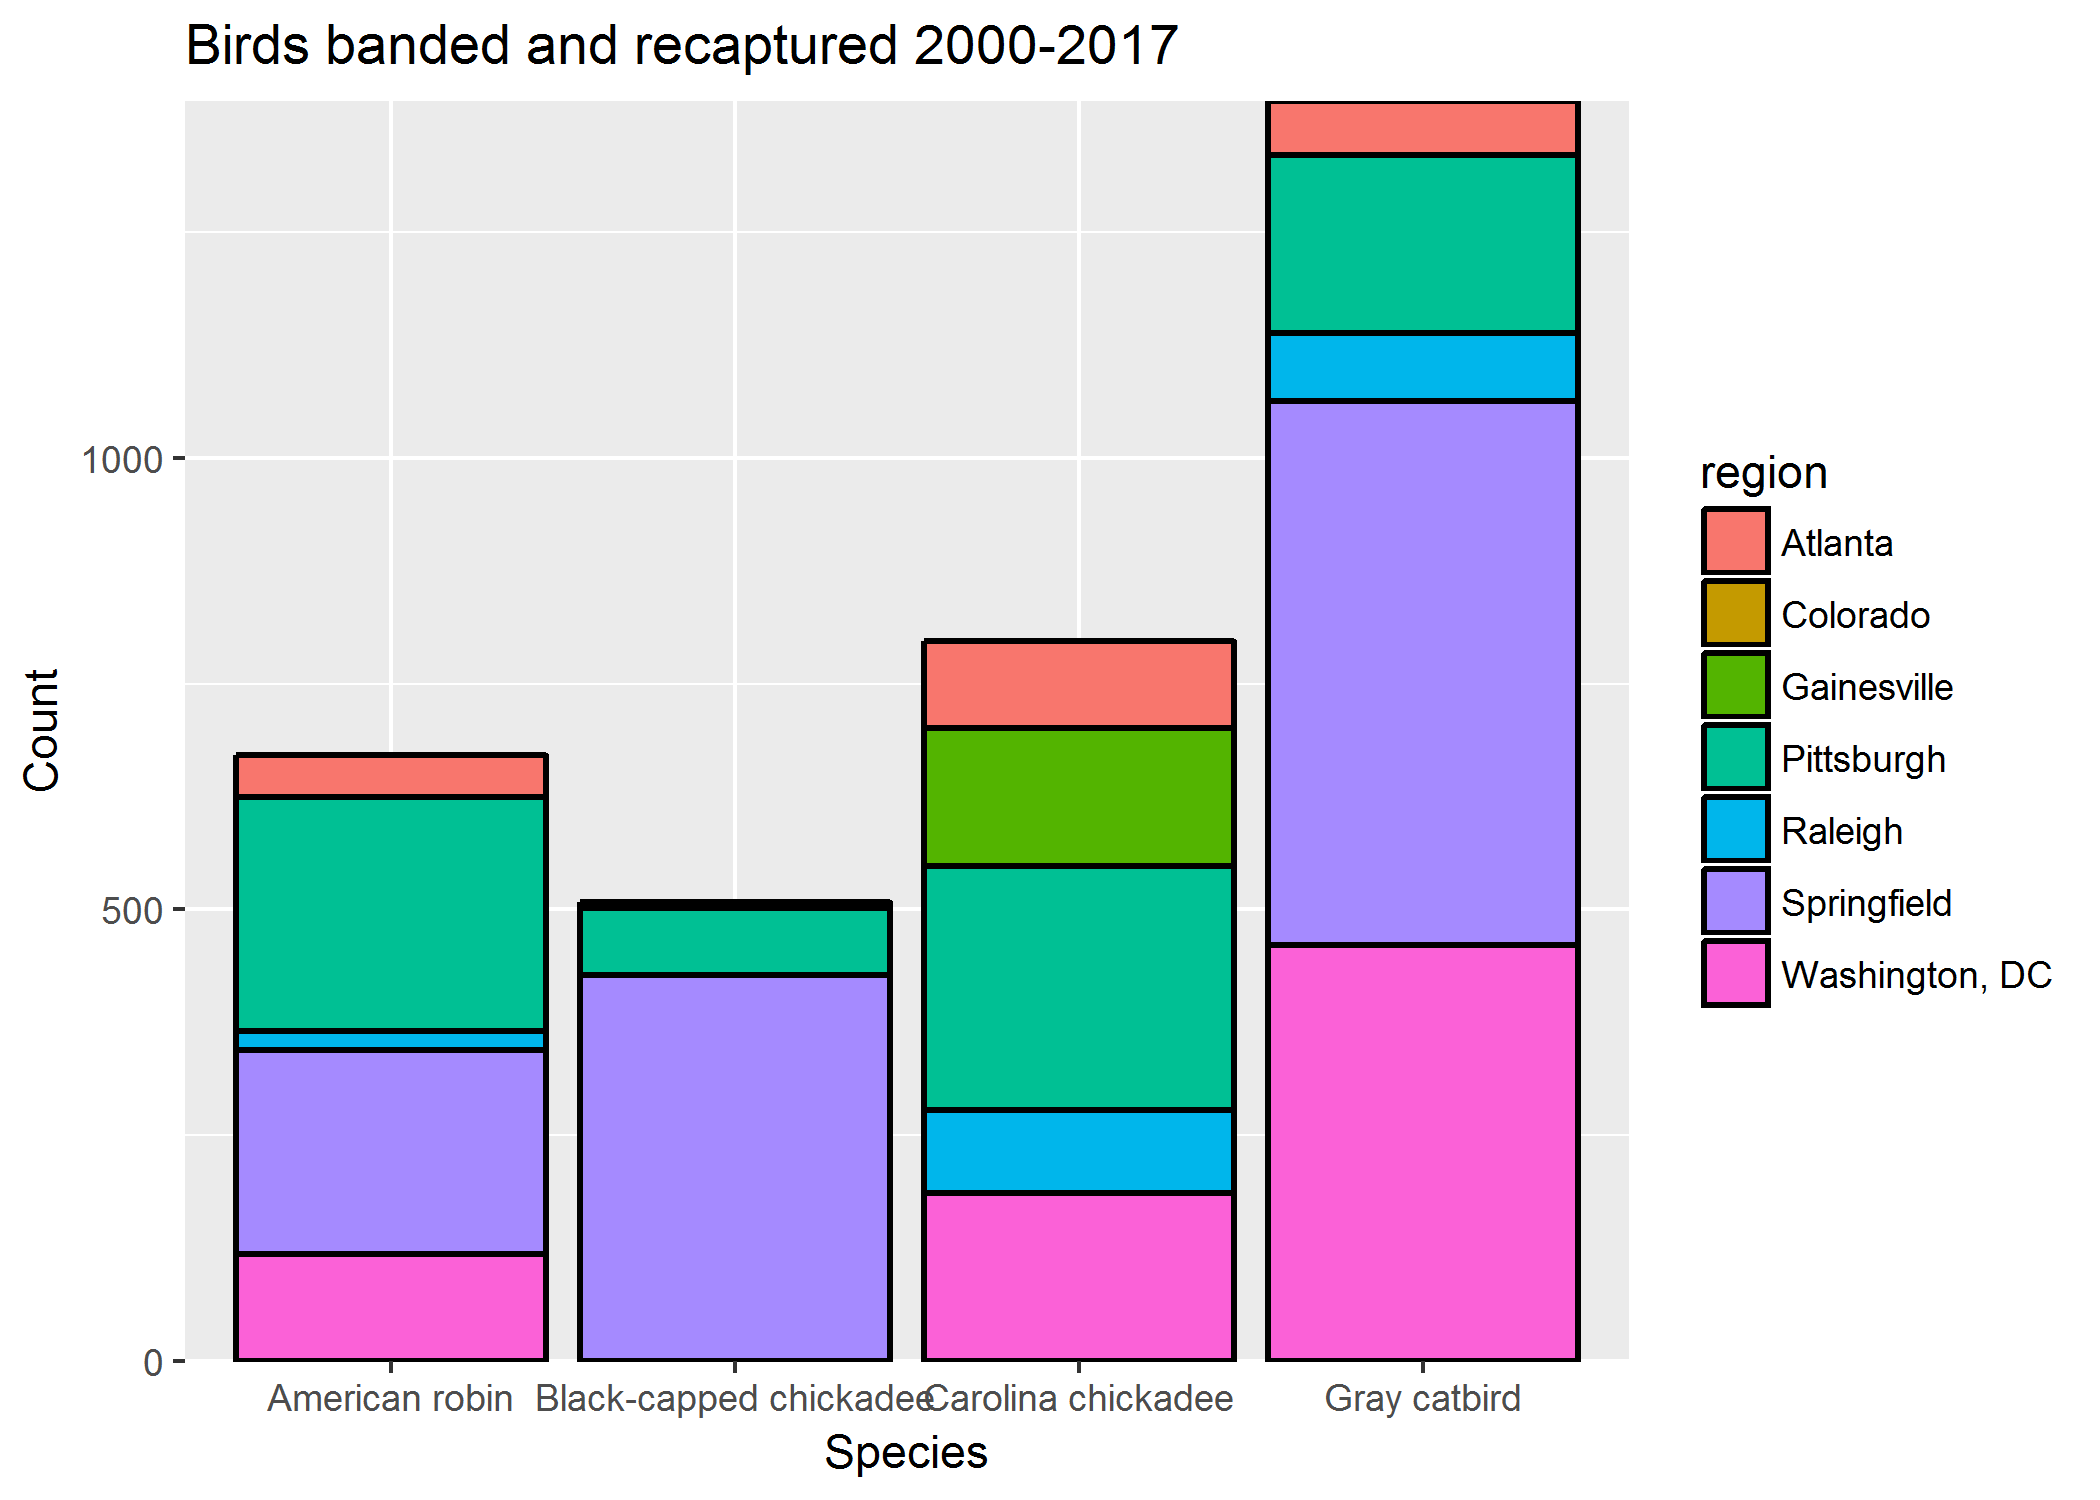 Birds banded and recaptured 2000-2017
1000
500
0
Count
American robin
Black-capped chickadee
Carolina chickadee
Gray catbird
Species
region
Atlanta
Colorado
Gainesville
Pittsburgh
Raleigh
Springfield
Washington, DC